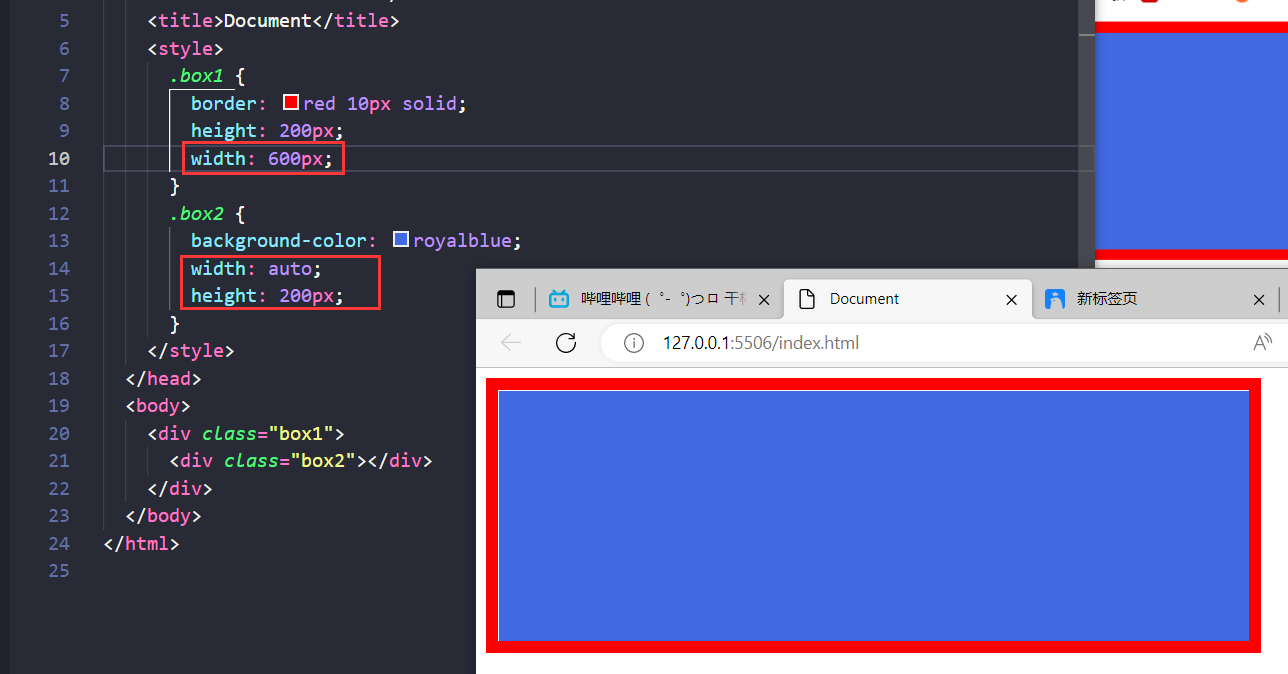 5 <title>Document</title>
6 <style>
7 .box1 {
8 border: red 10px solid;
9 height: 200px;
10 width: 600px;
11 }
12 .box2 {
13 background-color: royalblue;
14 width: auto;
15 height: 200px;
16 }
17 </style>
18 </head>
19 <body>
20 <div class="box1">
21 <div class="box2"></div>
22 </div>
23 </body>
24 </html>
25
哔哩哔哩 ( ゜- ゜)つロ 干杯 Document 新标签页
127.0.0.1:5506/index.html